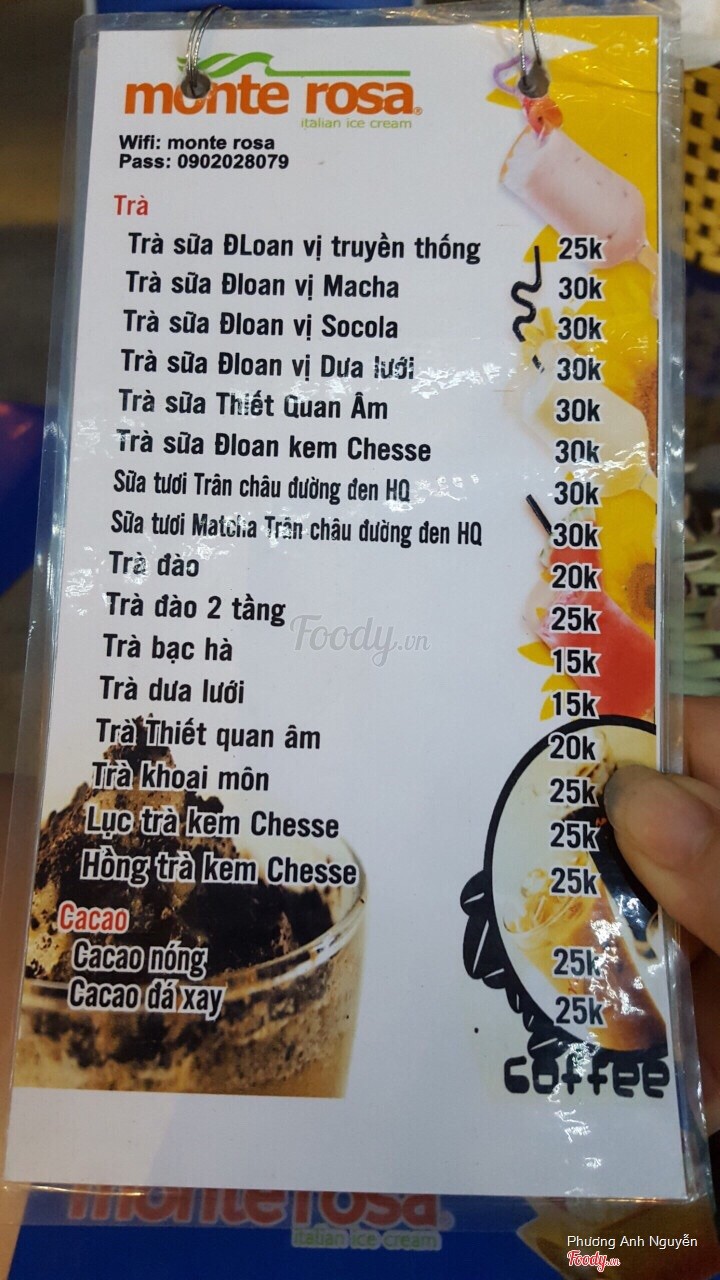 monte rosa®
italian ice cream
Wifi: monte rosa
Pass: 0902028079
Trà
Trà sữa ĐLoan vị truyền thống 25k
Trà sữa Đloan vị Macha 30k
Trà sữa Đloan vị Socola 30k
Trà sữa Đloan vị Dưa lưới 30k
Trà sữa Thiết Quan Âm 30k
Trà sữa Đloan kem Chesse 30k
Sữa tươi Trân châu đường đen HQ 30k
Sữa tươi Matcha Trân châu đường đen HQ 30k
Trà đào 20k
Trà đào 2 tầng 25k
Trà bạc hà 15k
Trà dưa lưới 15k
Trà Thiết quan âm 20k
Trà khoai môn 25k
Lục trà kem Chesse 25k
Hồng trà kem Chesse 25k
Cacao
Cacao nóng 25k
Cacao đá xay 25k
coffee
Foody.vn
monte rosa
italian ice cream
Phương Anh Nguyễn
Foody.vn